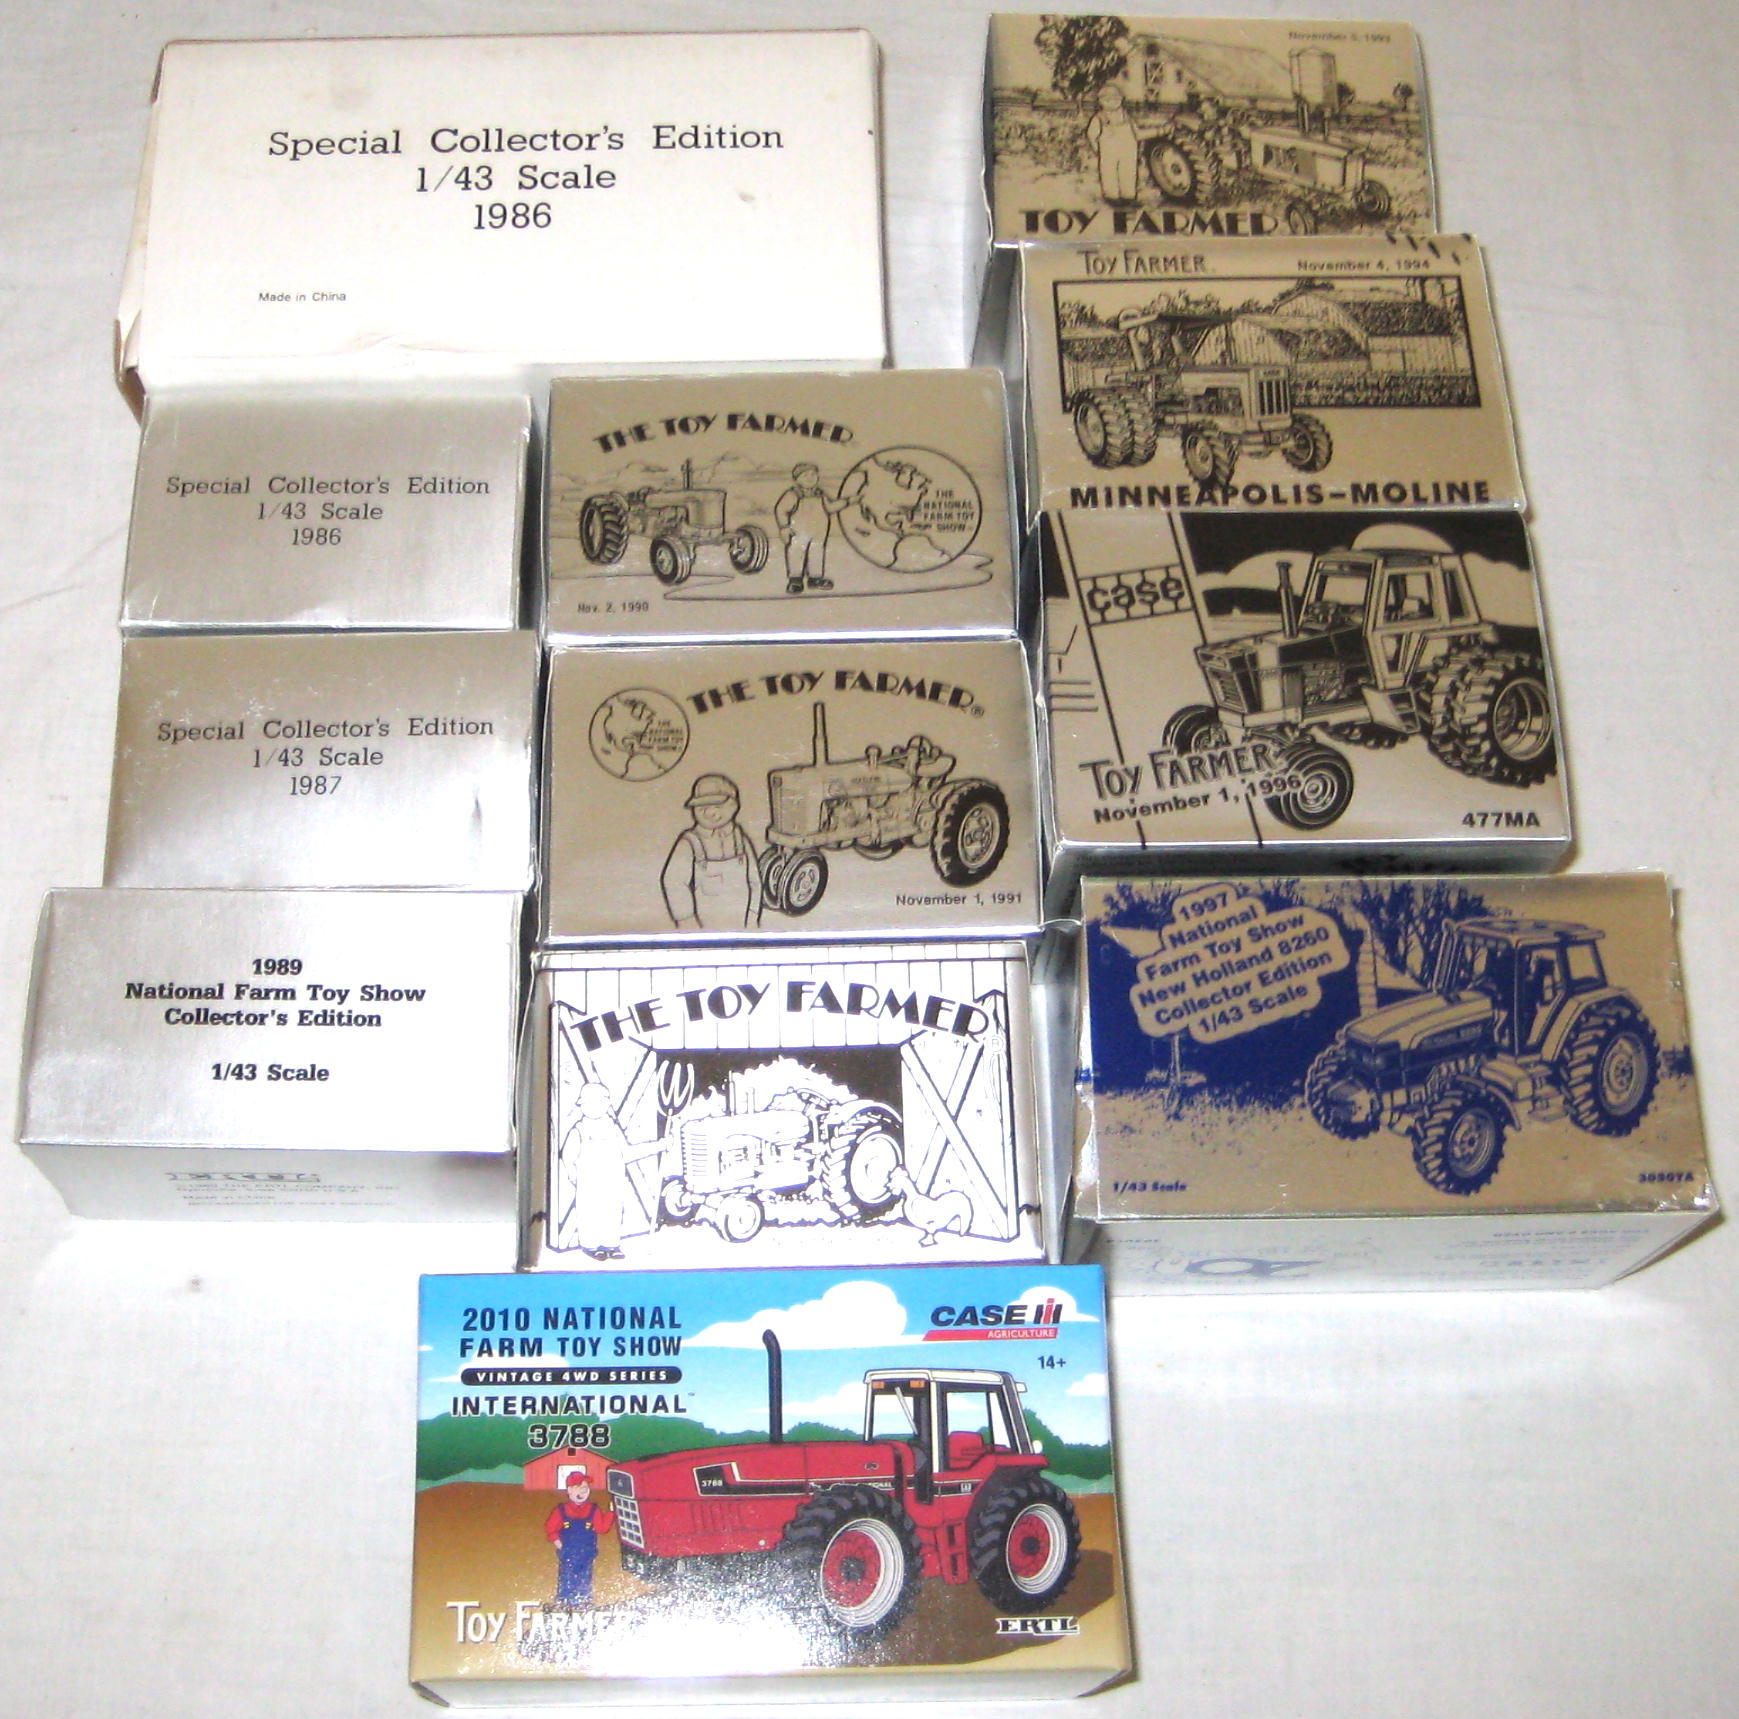 Special Collector's Edition
1/43 Scale
1986
Made in China
November 5, 1993
TOY FARMER
TOY FARMER
November 4, 1994
MINNEAPOLIS-MOLINE
Special Collector's Edition
1/43 Scale
1986
THE TOY FARMER
THE
NATIONAL
FARM TOY
SHOW
Nov. 2, 1990
case
TOY FARMER
November 1, 1996
477MA
Special Collector's Edition
1/43 Scale
1987
THE TOY FARMER®
THE
NATIONAL
FARM TOY
SHOW
November 1, 1991
1989
National Farm Toy Show
Collector's Edition
1/43 Scale
Made in China
THE TOY FARMER®
1997
National
Farm Toy Show
New Holland 8260
Collector Edition
1/43 Scale
1/43 Scale
3050TA
2010 NATIONAL
FARM TOY SHOW
VINTAGE 4WD SERIES
INTERNATIONAL™
3788
CASE IH
AGRICULTURE
14+
3788
TOY FARMER
ERTL